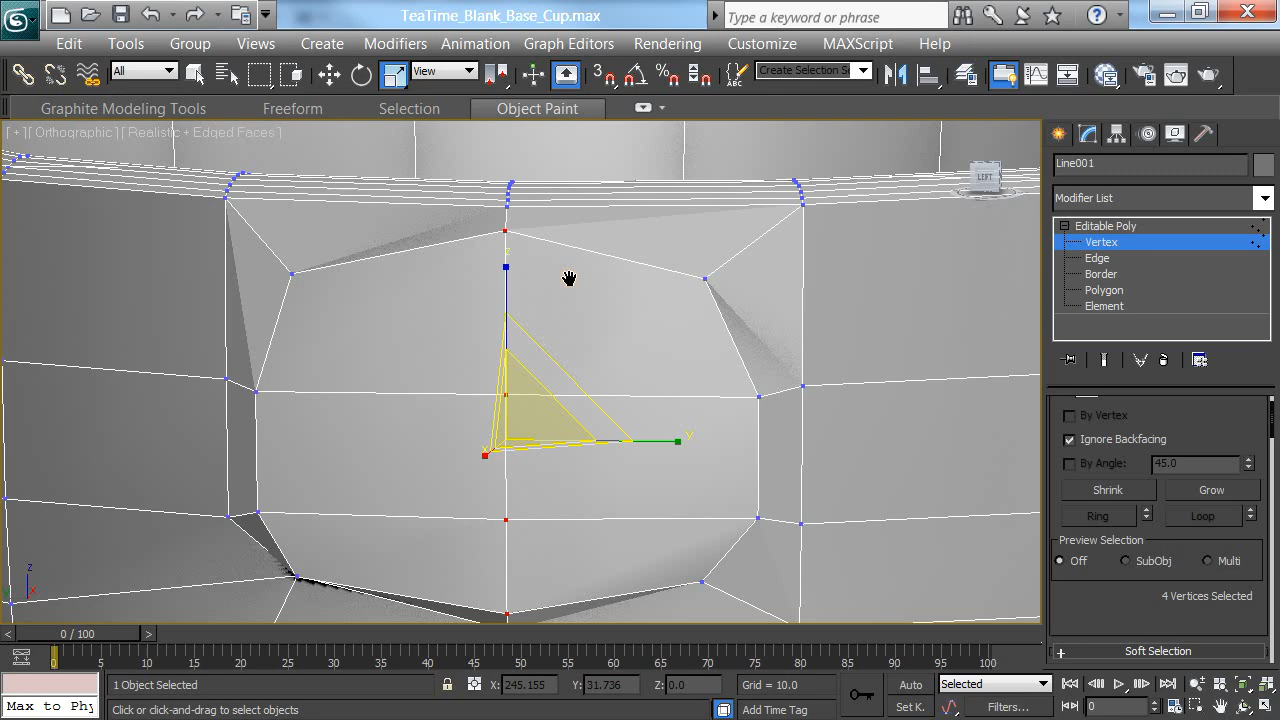 TeaTime_Blank_Base_Cup.max
Type a keyword or phrase
Edit Tools Group Views Create Modifiers Animation Graph Editors Rendering Customize MAXScript Help
All
View
3
Create Selection S
ABC
Graphite Modeling Tools Freeform Selection Object Paint
[ + ][ Orthographic ][ Realistic + Edged Faces ]
LEFT
Line001
Modifier List
Editable Poly
Vertex
Edge
Border
Polygon
Element
z
Y
x
By Vertex
Ignore Backfacing
By Angle: 45.0
Shrink Grow
Ring Loop
Preview Selection
Off SubObj Multi
4 Vertices Selected
z
x
Soft Selection
< 0 / 100 >
0 5 10 15 20 25 30 35 40 45 50 55 60 65 70 75 80 85 90 95 100
1 Object Selected X: 245.155 Y: 31.736 Z: 0.0 Grid = 10.0 Auto Selected
Max to Phy Click or click-and-drag to select objects Add Time Tag Set K. Filters... 0